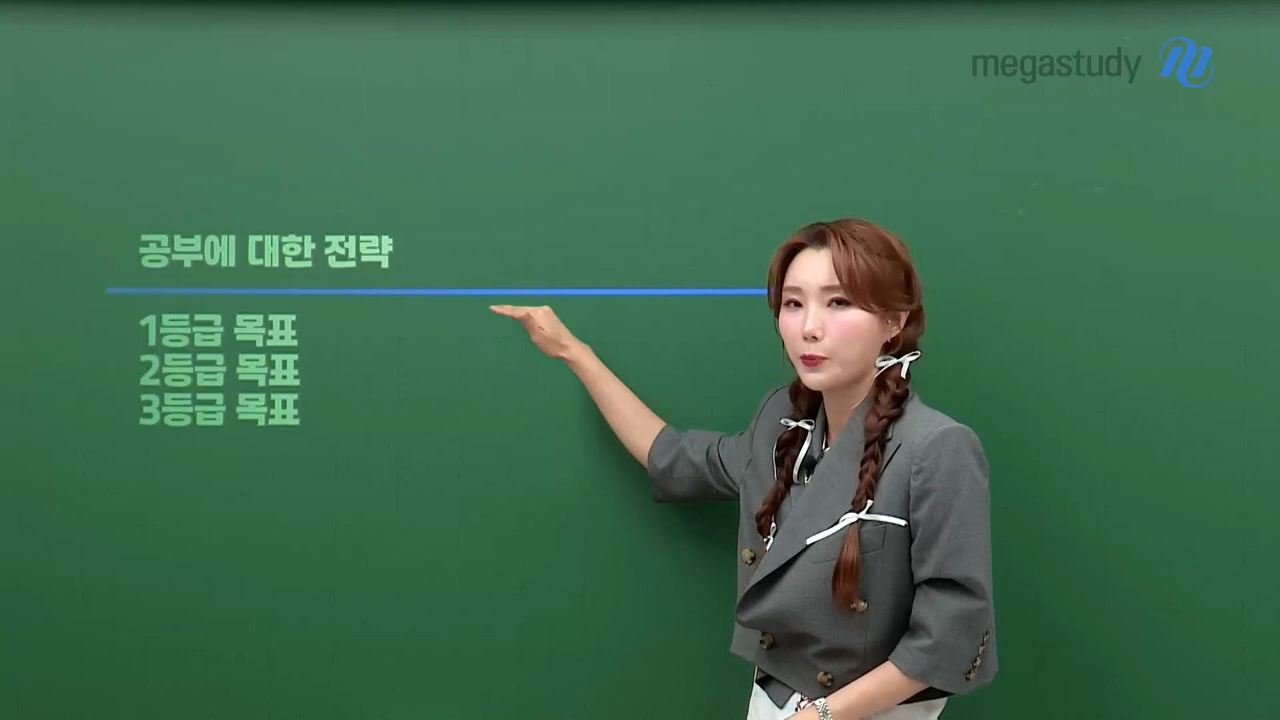 megastudy
공부에 대한 전략
1등급 목표
2등급 목표
3등급 목표